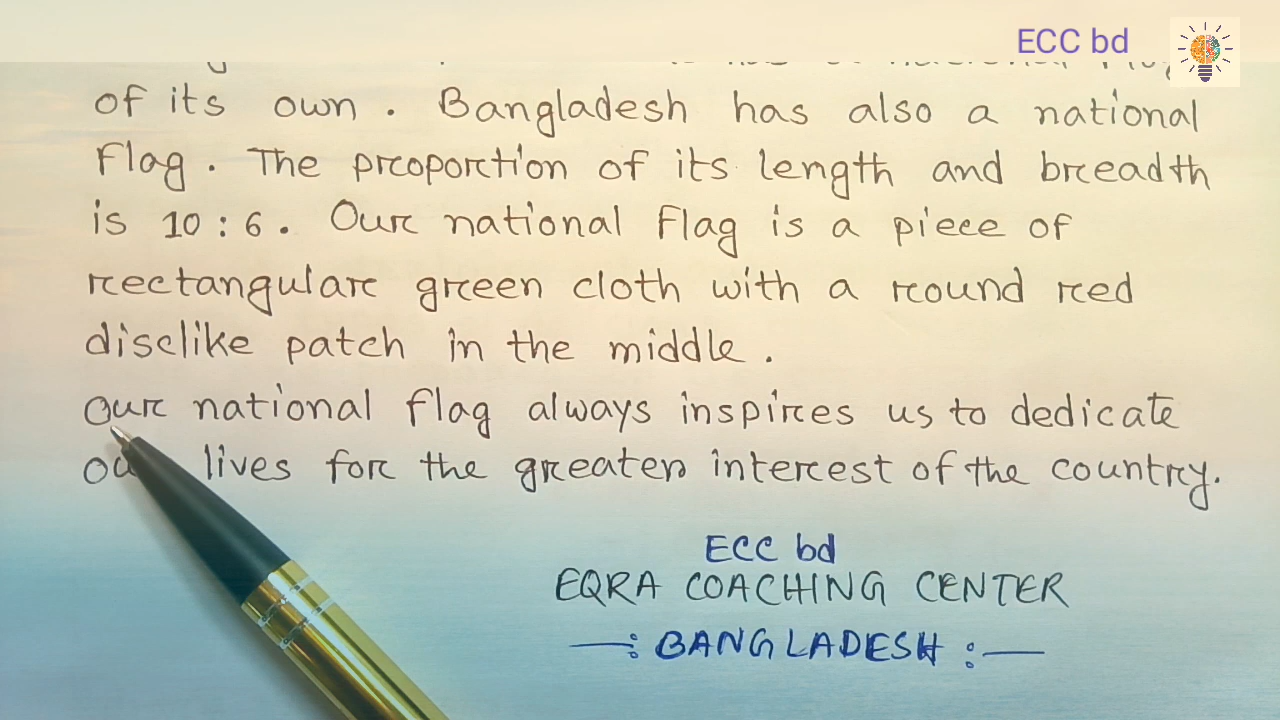 ECC bd
of its own. Bangladesh has also a national
Flag. The proportion of its length and breadth
is 10 : 6. Our national Flag is a piece of
rectangular green cloth with a round red
disclike patch in the middle.
Our national flag always inspires us to dedicate
lives for the greater interest of the country.
ECC bd
EQRA COACHING CENTER
—: BANGLADESH :—